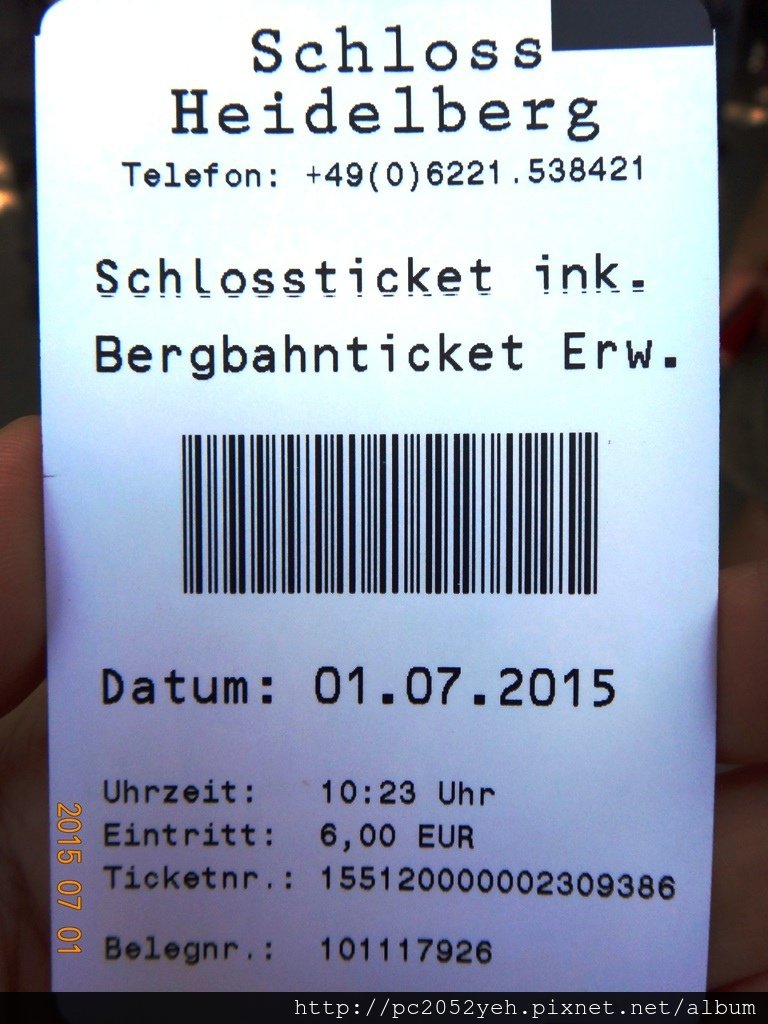 Schloss
Heidelberg
Telefon: +49(0)6221.538421
Schlossticket ink.
Bergbahnticket Erw.
Datum: 01.07.2015
Uhrzeit: 10:23 Uhr
Eintritt: 6,00 EUR
Ticketnr.: 155120000002309386
Belegnr.: 101117926
2015 07 01
http://pc2052yeh.pixnet.net/album